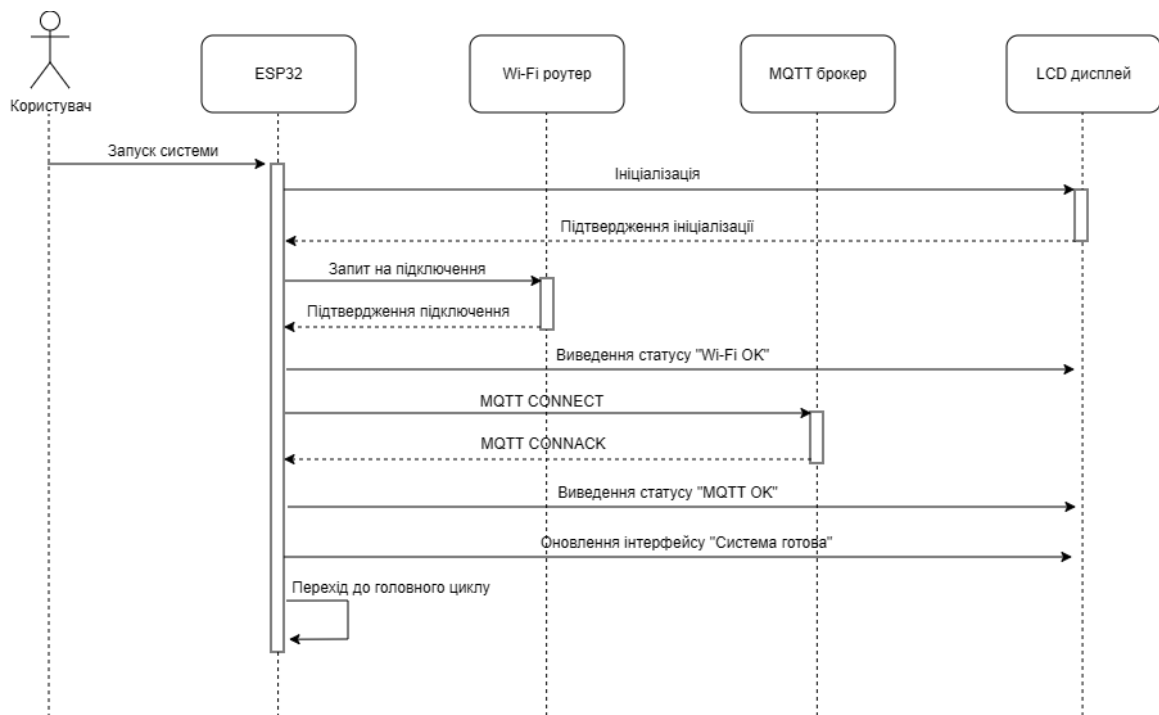 ESP32
Wi-Fi роутер
MQTT брокер
LCD дисплей
Користувач
Запуск системи
Ініціалізація
Підтвердження ініціалізації
Запит на підключення
Підтвердження підключення
Виведення статусу "Wi-Fi OK"
MQTT CONNECT
MQTT CONNACK
Виведення статусу "MQTT OK"
Оновлення інтерфейсу "Система готова"
Перехід до головного циклу